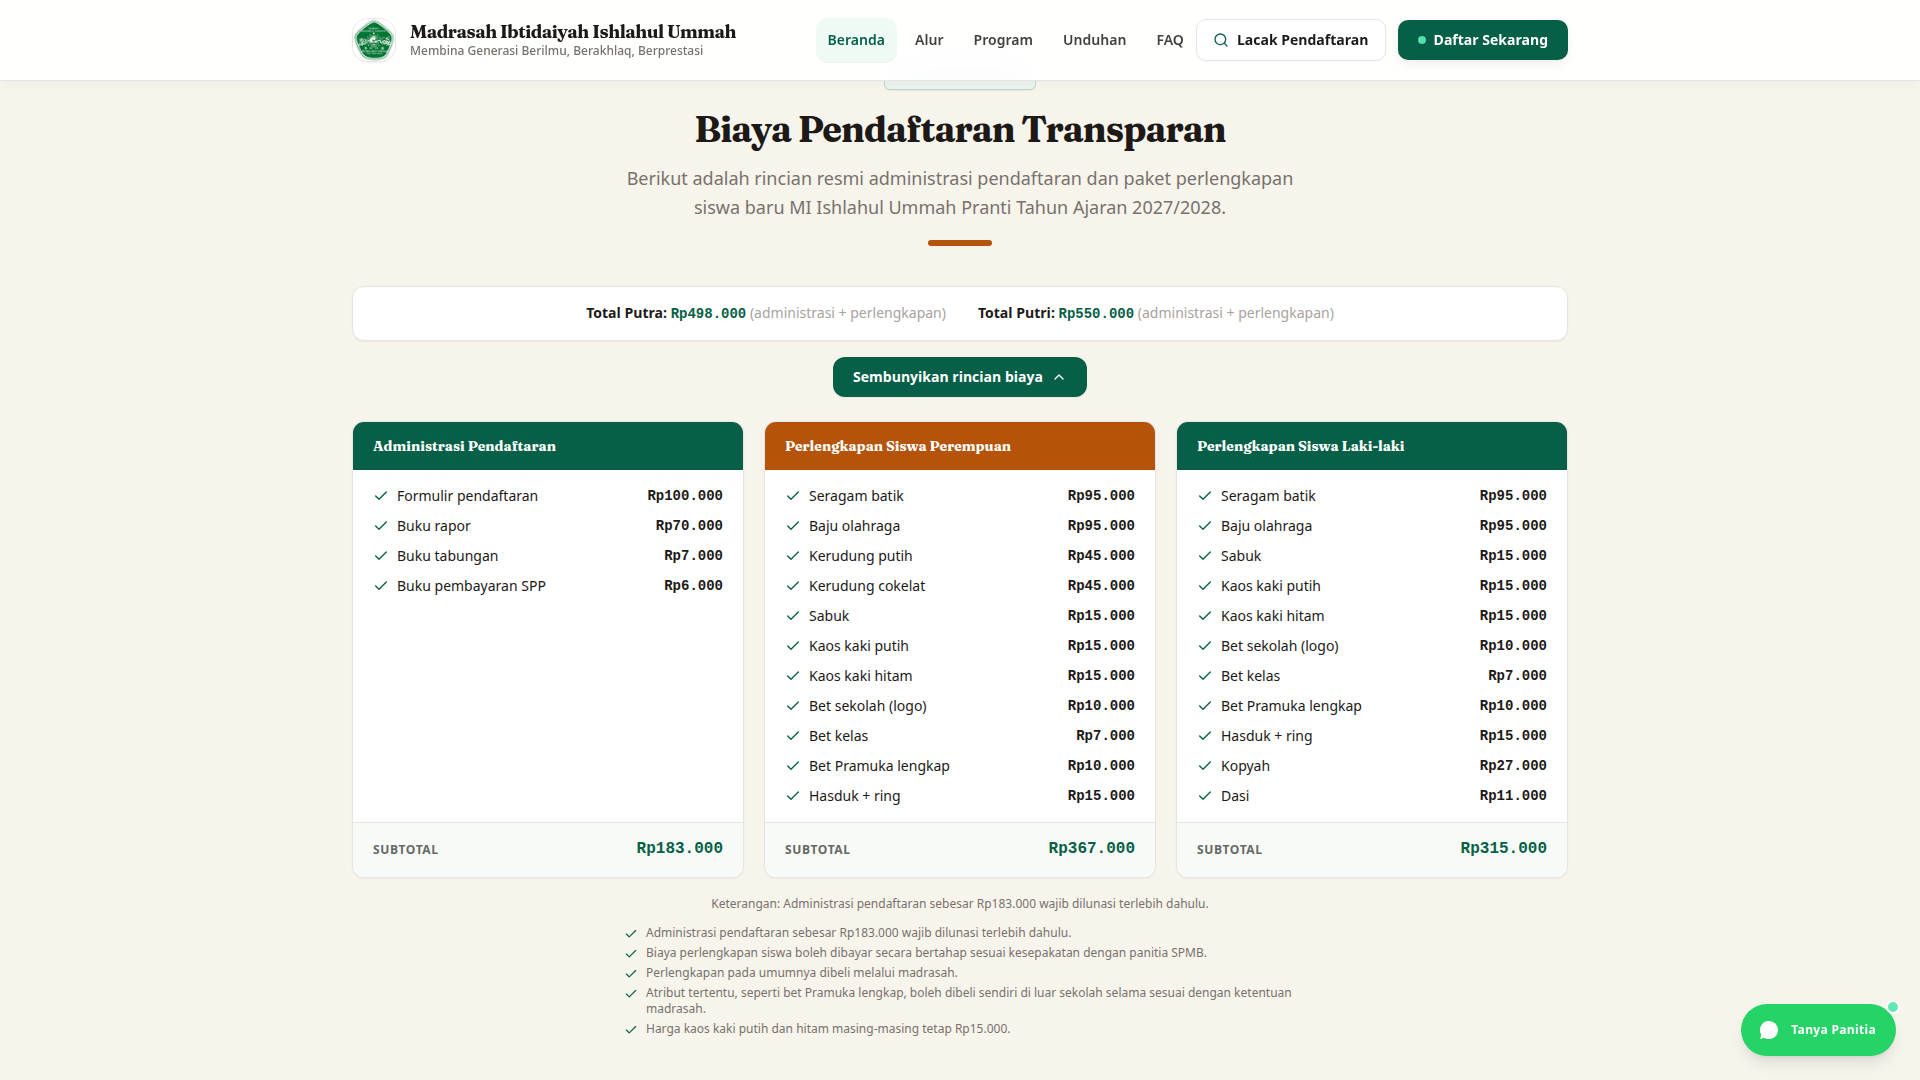 Madrasah Ibtidaiyah Ishlahul Ummah
Membina Generasi Berilmu, Berakhlaq, Berprestasi
Beranda
Alur
Program
Unduhan
FAQ
Lacak Pendaftaran
Daftar Sekarang
Biaya Pendaftaran Transparan
Berikut adalah rincian resmi administrasi pendaftaran dan paket perlengkapan
siswa baru MI Ishlahul Ummah Pranti Tahun Ajaran 2027/2028.
Total Putra: Rp498.000 (administrasi + perlengkapan)
Total Putri: Rp550.000 (administrasi + perlengkapan)
Sembunyikan rincian biaya
Administrasi Pendaftaran
Formulir pendaftaran Rp100.000
Buku rapor Rp70.000
Buku tabungan Rp7.000
Buku pembayaran SPP Rp6.000
SUBTOTAL Rp183.000
Perlengkapan Siswa Perempuan
Seragam batik Rp95.000
Baju olahraga Rp95.000
Kerudung putih Rp45.000
Kerudung cokelat Rp45.000
Sabuk Rp15.000
Kaos kaki putih Rp15.000
Kaos kaki hitam Rp15.000
Bet sekolah (logo) Rp10.000
Bet kelas Rp7.000
Bet Pramuka lengkap Rp10.000
Hasduk + ring Rp15.000
SUBTOTAL Rp367.000
Perlengkapan Siswa Laki-laki
Seragam batik Rp95.000
Baju olahraga Rp95.000
Sabuk Rp15.000
Kaos kaki putih Rp15.000
Kaos kaki hitam Rp15.000
Bet sekolah (logo) Rp10.000
Bet kelas Rp7.000
Bet Pramuka lengkap Rp10.000
Hasduk + ring Rp15.000
Kopyah Rp27.000
Dasi Rp11.000
SUBTOTAL Rp315.000
Keterangan: Administrasi pendaftaran sebesar Rp183.000 wajib dilunasi terlebih dahulu.
Administrasi pendaftaran sebesar Rp183.000 wajib dilunasi terlebih dahulu.
Biaya perlengkapan siswa boleh dibayar secara bertahap sesuai kesepakatan dengan panitia SPMB.
Perlengkapan pada umumnya dibeli melalui madrasah.
Atribut tertentu, seperti bet Pramuka lengkap, boleh dibeli sendiri di luar sekolah selama sesuai dengan ketentuan
madrasah.
Harga kaos kaki putih dan hitam masing-masing tetap Rp15.000.
Tanya Panitia